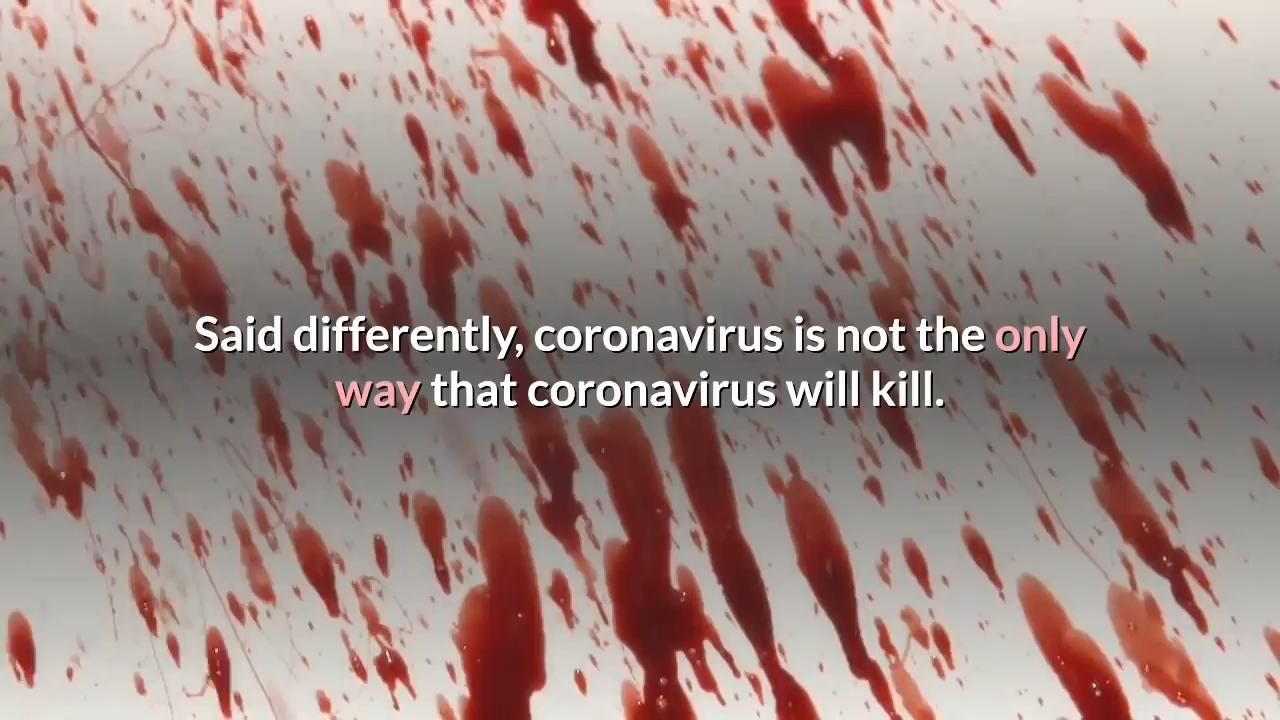 Said differently, coronavirus is not the only
way that coronavirus will kill.